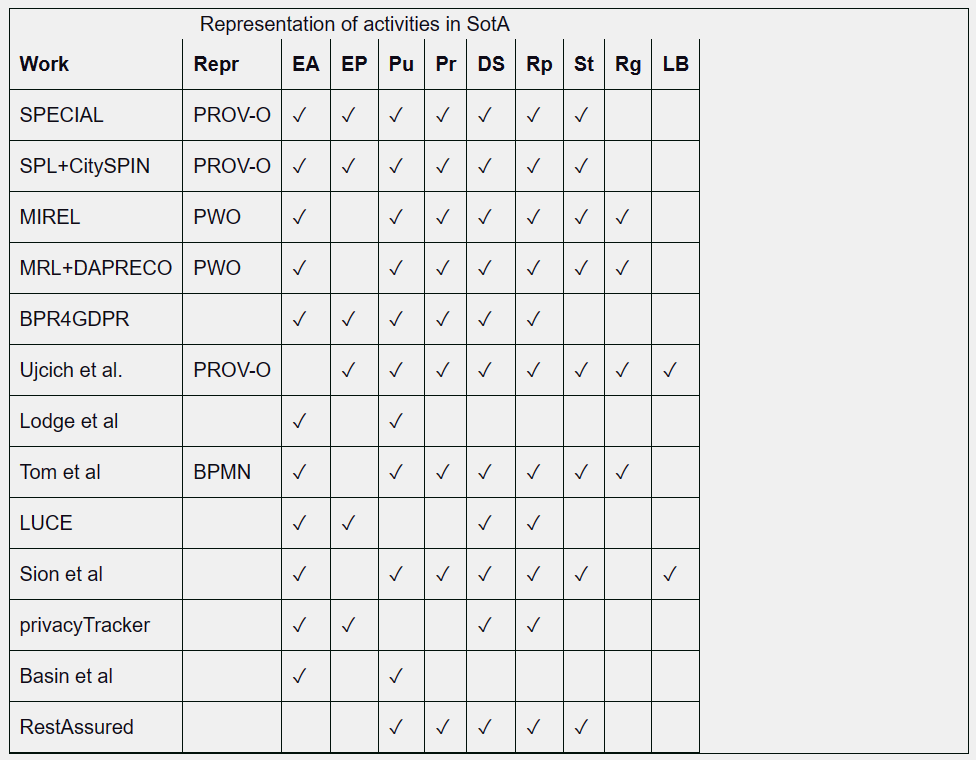 Representation of activities in SotA
Work Repr EA EP Pu Pr DS Rp St Rg LB
SPECIAL PROV-O ✓ ✓ ✓ ✓ ✓ ✓ ✓
SPL+CitySPIN PROV-O ✓ ✓ ✓ ✓ ✓ ✓ ✓
MIREL PWO ✓ ✓ ✓ ✓ ✓ ✓ ✓
MRL+DAPRECO PWO ✓ ✓ ✓ ✓ ✓ ✓ ✓
BPR4GDPR ✓ ✓ ✓ ✓ ✓ ✓
Ujcich et al. PROV-O ✓ ✓ ✓ ✓ ✓ ✓ ✓ ✓
Lodge et al ✓ ✓
Tom et al BPMN ✓ ✓ ✓ ✓ ✓ ✓ ✓
LUCE ✓ ✓ ✓ ✓
Sion et al ✓ ✓ ✓ ✓ ✓ ✓ ✓
privacyTracker ✓ ✓ ✓ ✓
Basin et al ✓ ✓
RestAssured ✓ ✓ ✓ ✓ ✓